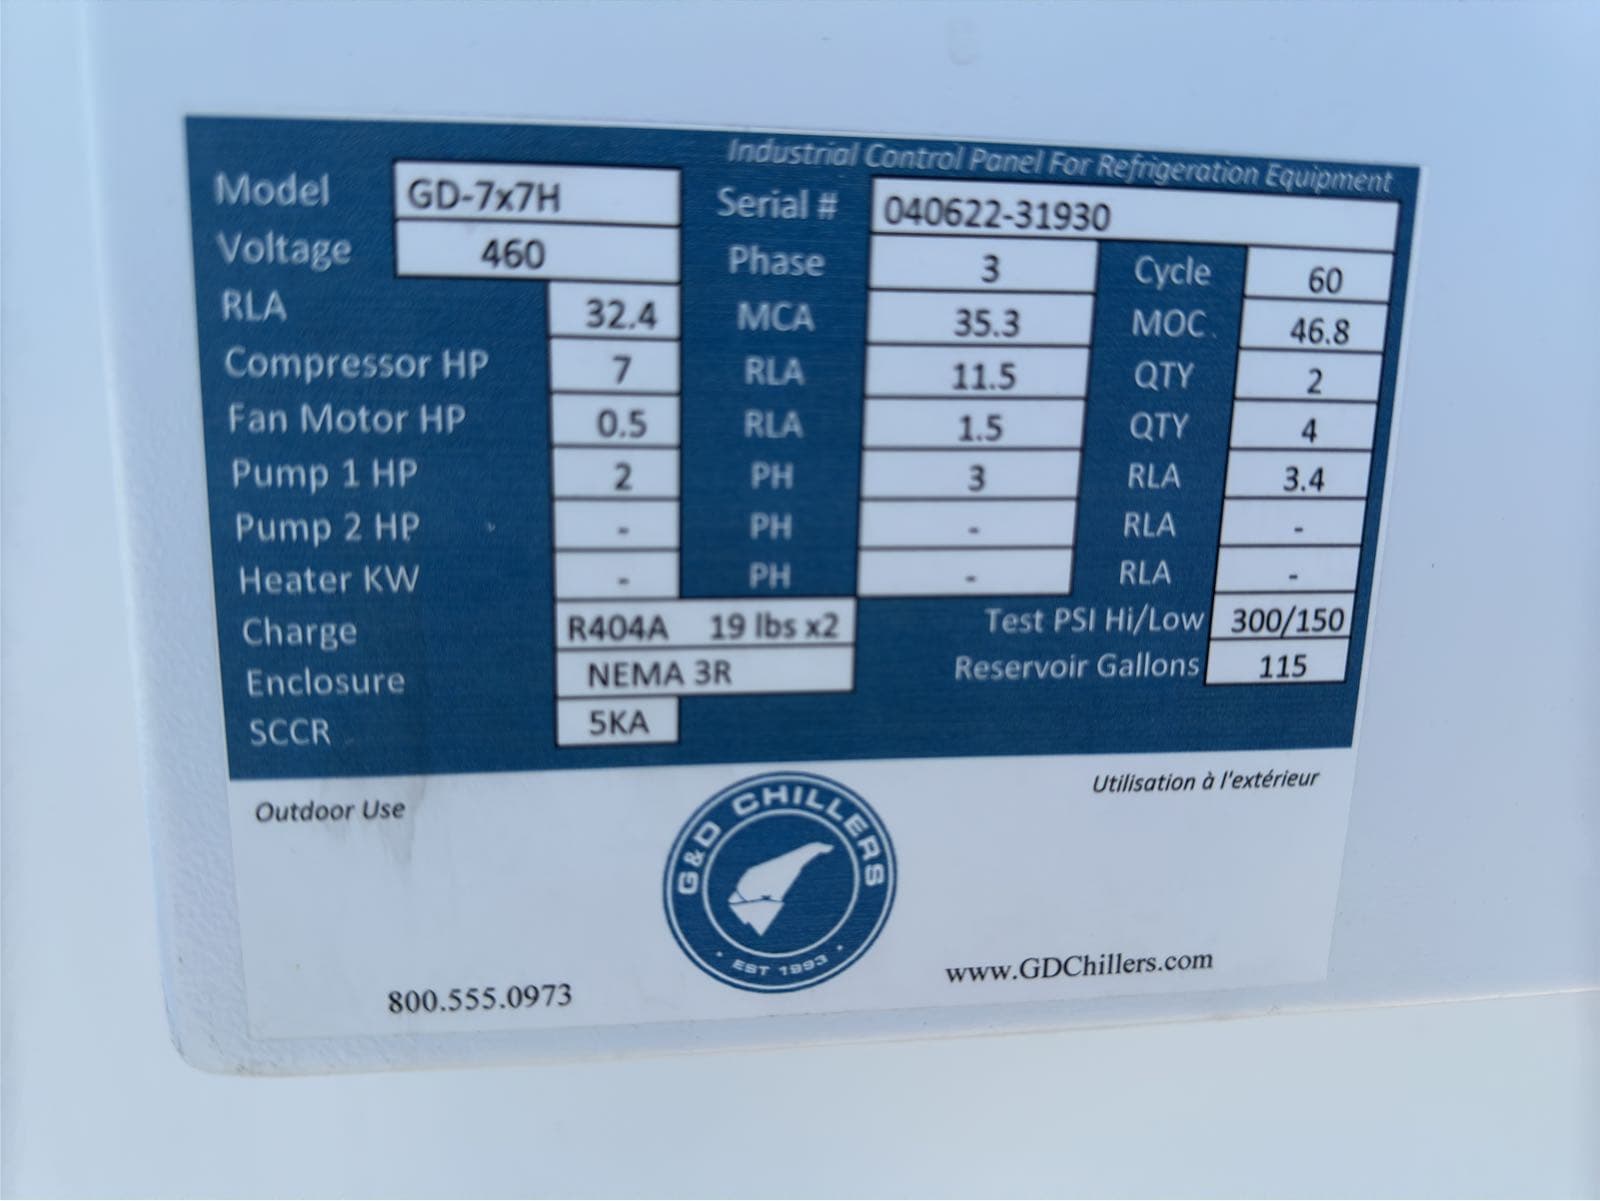 Industrial Control Panel For Refrigeration Equipment
Model GD-7x7H Serial # 040622-31930
Voltage 460 Phase 3 Cycle 60
RLA 32.4 MCA 35.3 MOC 46.8
Compressor HP 7 RLA 11.5 QTY 2
Fan Motor HP 0.5 RLA 1.5 QTY 4
Pump 1 HP 2 PH 3 RLA 3.4
Pump 2 HP - PH - RLA -
Heater KW - PH - RLA -
Charge R404A 19 lbs x2 Test PSI Hi/Low 300/150
Enclosure NEMA 3R Reservoir Gallons 115
SCCR 5KA
Outdoor Use Utilisation à l'extérieur
G&D CHILLERS
· EST 1993 ·
800.555.0973 www.GDChillers.com